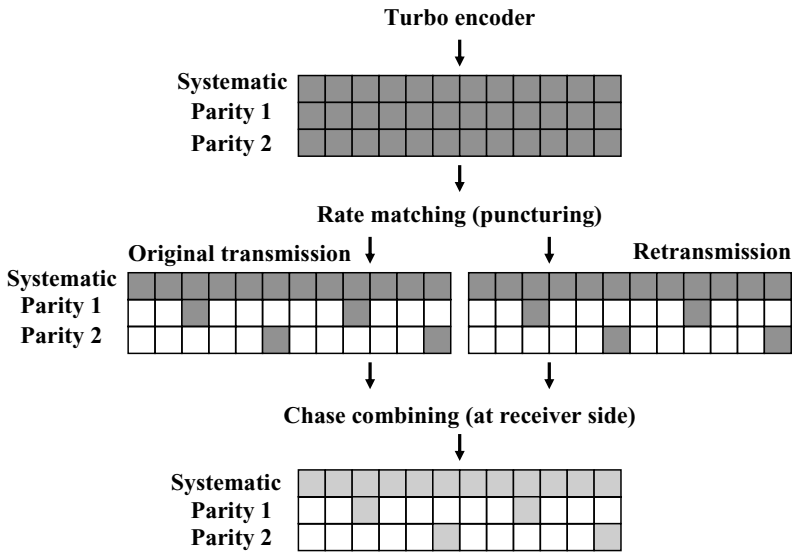 Turbo encoder
Systematic
Parity 1
Parity 2
Rate matching (puncturing)
Original transmission
Retransmission
Systematic
Parity 1
Parity 2
Chase combining (at receiver side)
Systematic
Parity 1
Parity 2